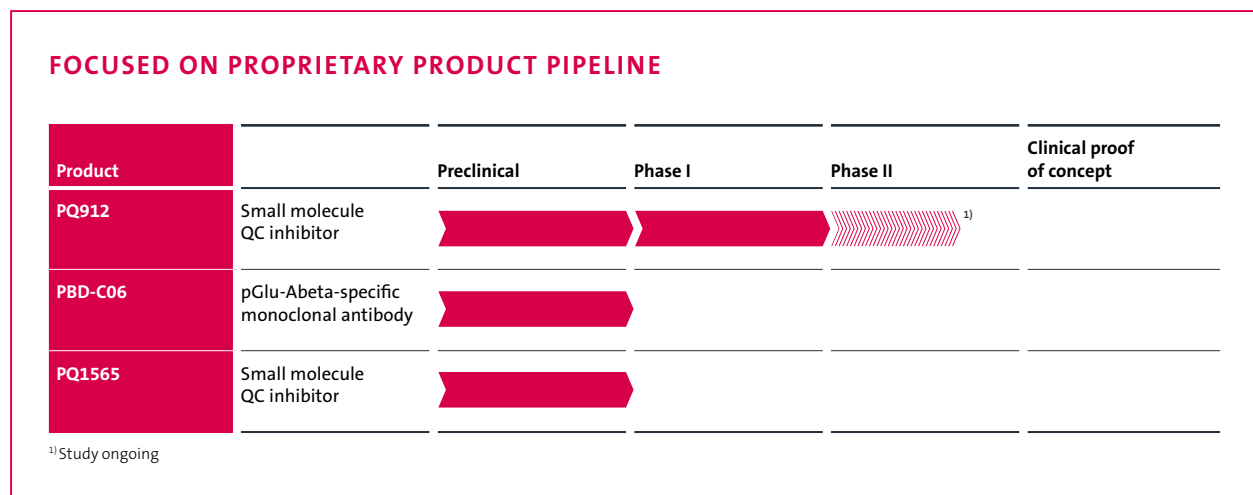 FOCUSED ON PROPRIETARY PRODUCT PIPELINE
Product
Preclinical
Phase I
Phase II
Clinical proof
of concept
PQ912
Small molecule
QC inhibitor
1)
PBD-C06
pGlu-Abeta-specific
monoclonal antibody
PQ1565
Small molecule
QC inhibitor
1) Study ongoing